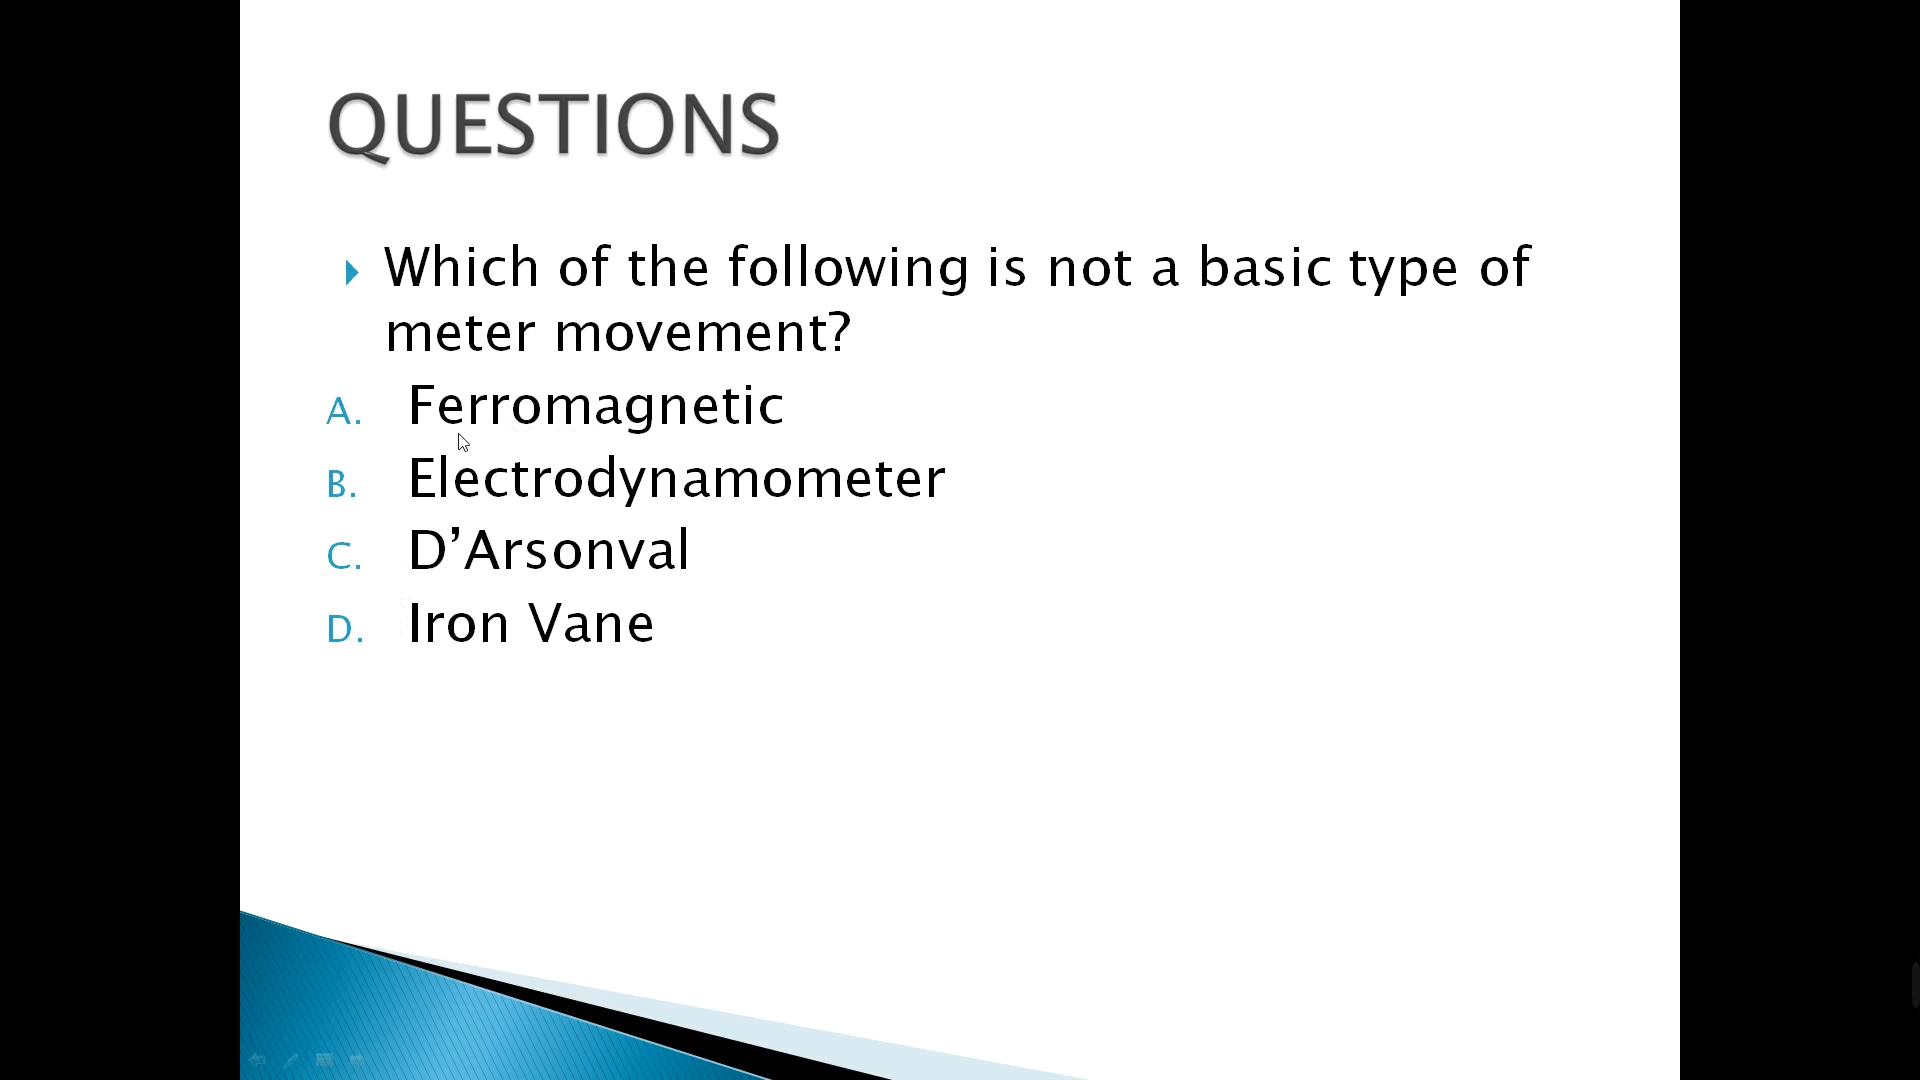 QUESTIONS
Which of the following is not a basic type of
meter movement?
A. Ferromagnetic
B. Electrodynamometer
C. D’Arsonval
D. Iron Vane